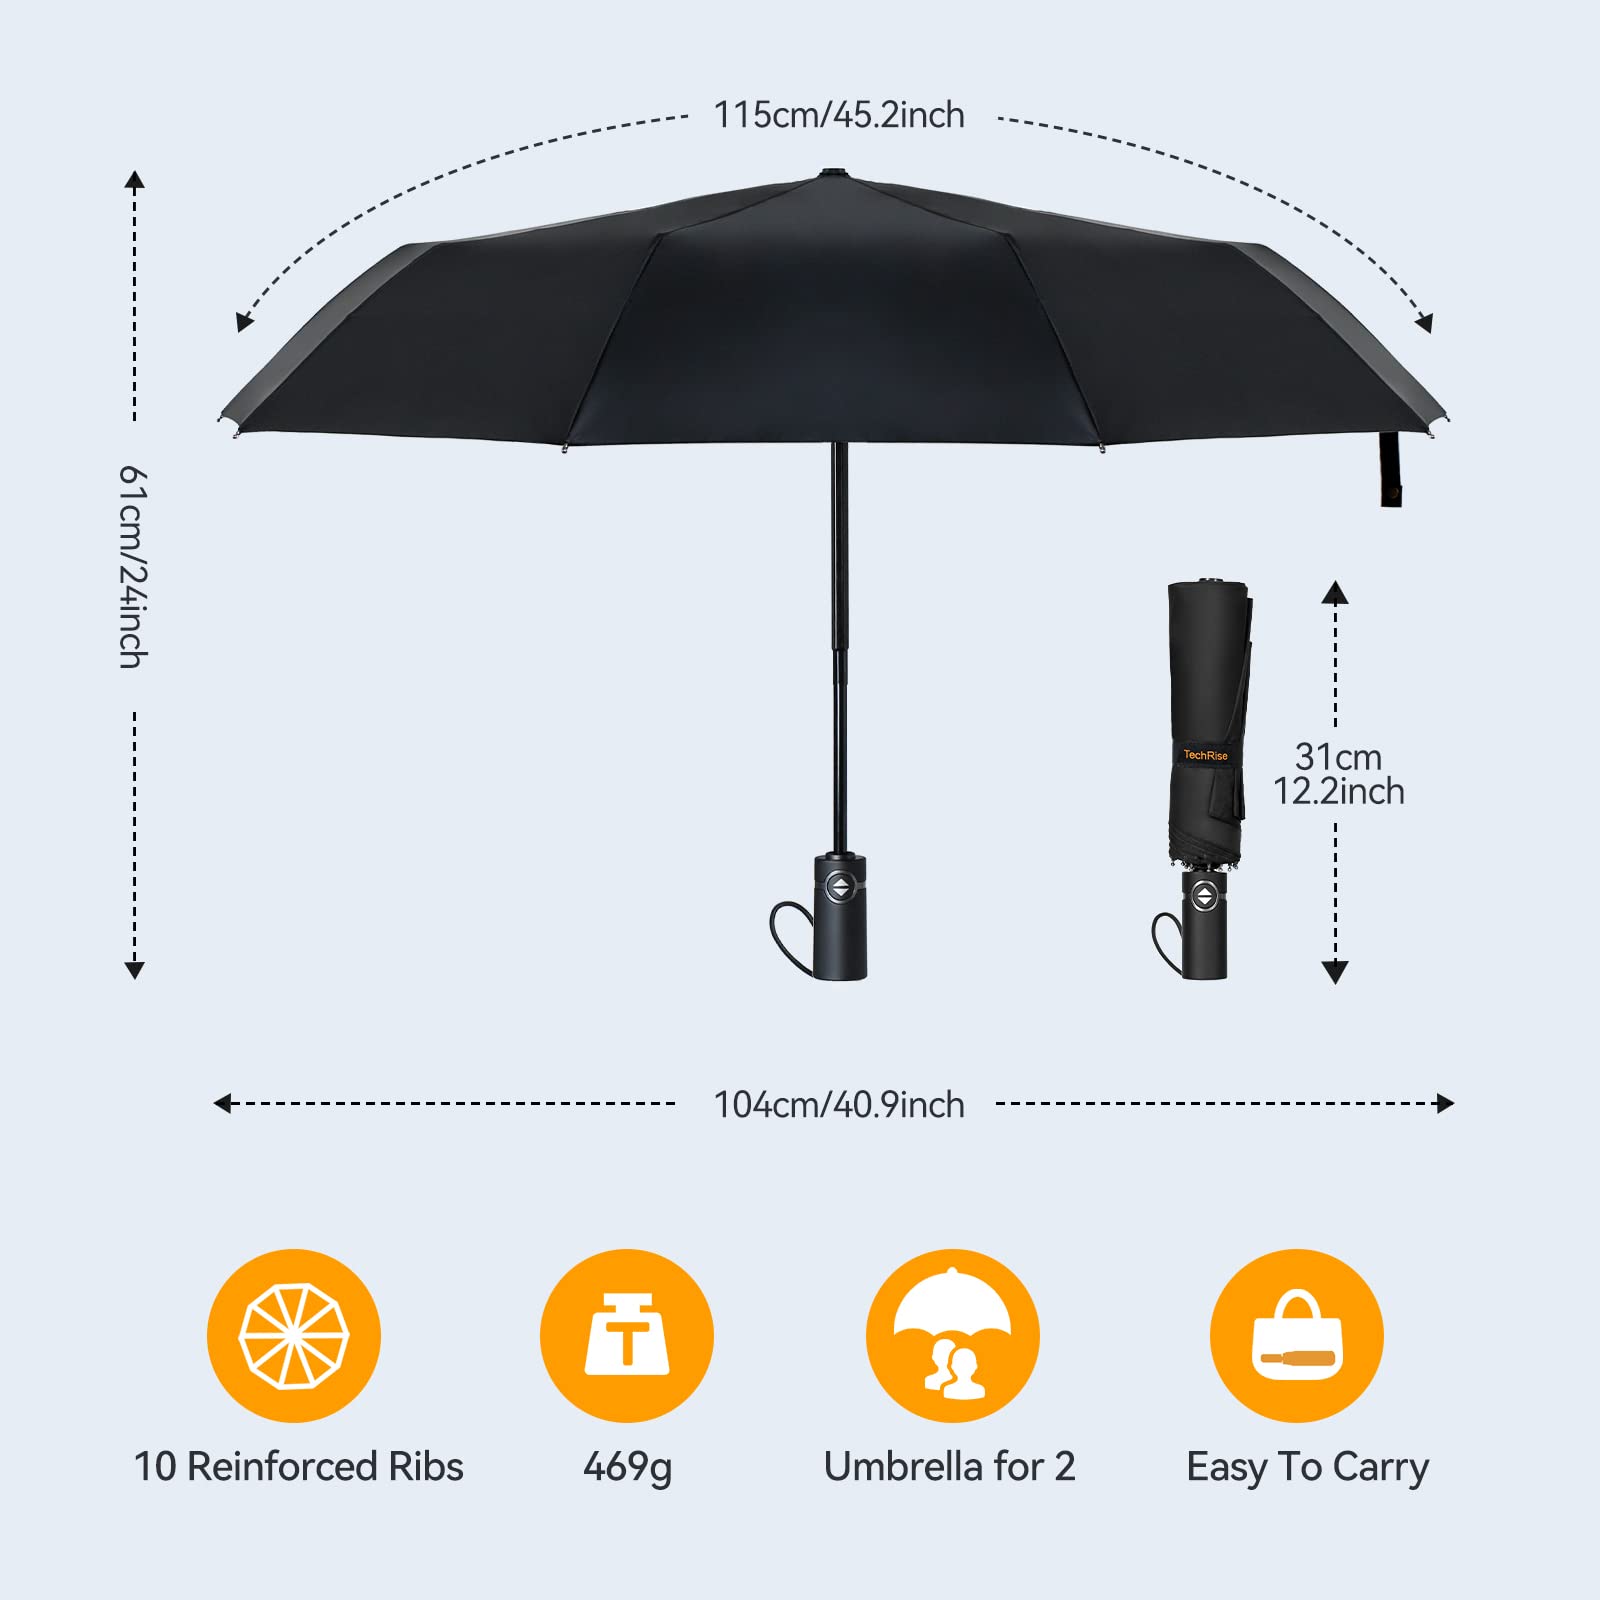 115cm/45.2inch
61cm/24inch
TechRise
31cm
12.2inch
104cm/40.9inch
10 Reinforced Ribs
469g
Umbrella for 2
Easy To Carry
T